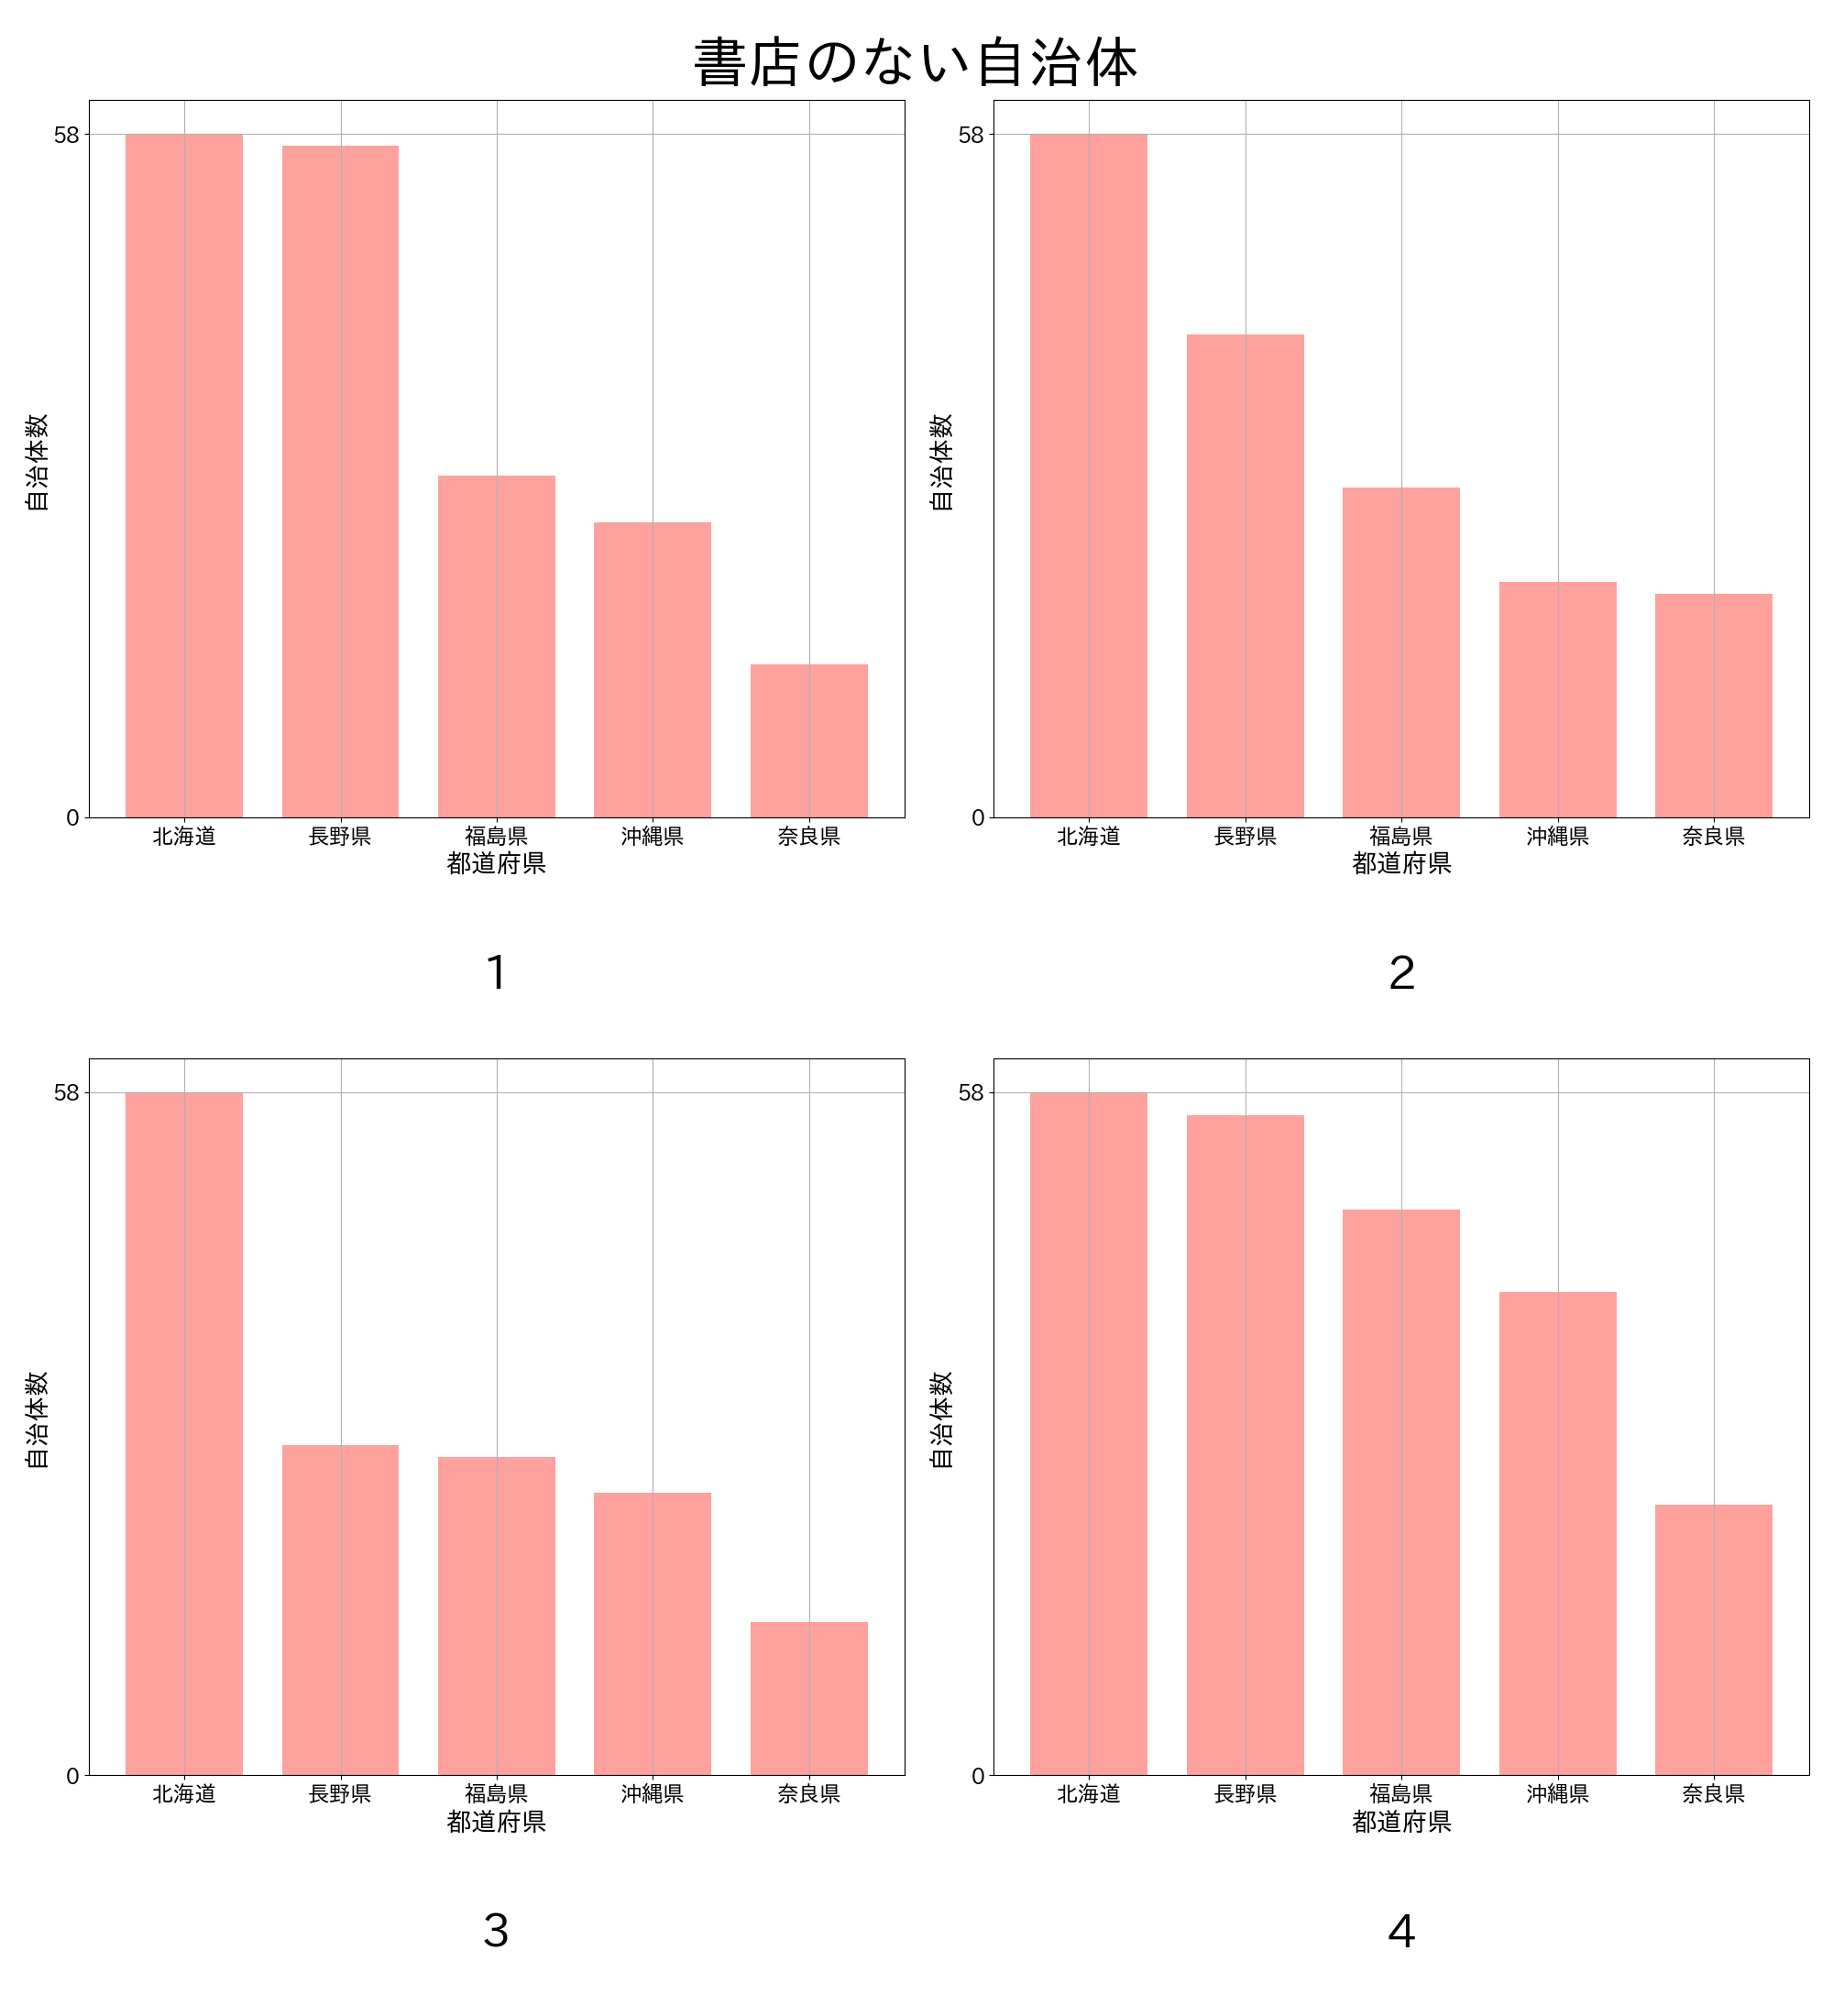 書店のない自治体
58
0
自治体数
北海道 長野県 福島県 沖縄県 奈良県
都道府県
1
58
0
自治体数
北海道 長野県 福島県 沖縄県 奈良県
都道府県
2
58
0
自治体数
北海道 長野県 福島県 沖縄県 奈良県
都道府県
3
58
0
自治体数
北海道 長野県 福島県 沖縄県 奈良県
都道府県
4